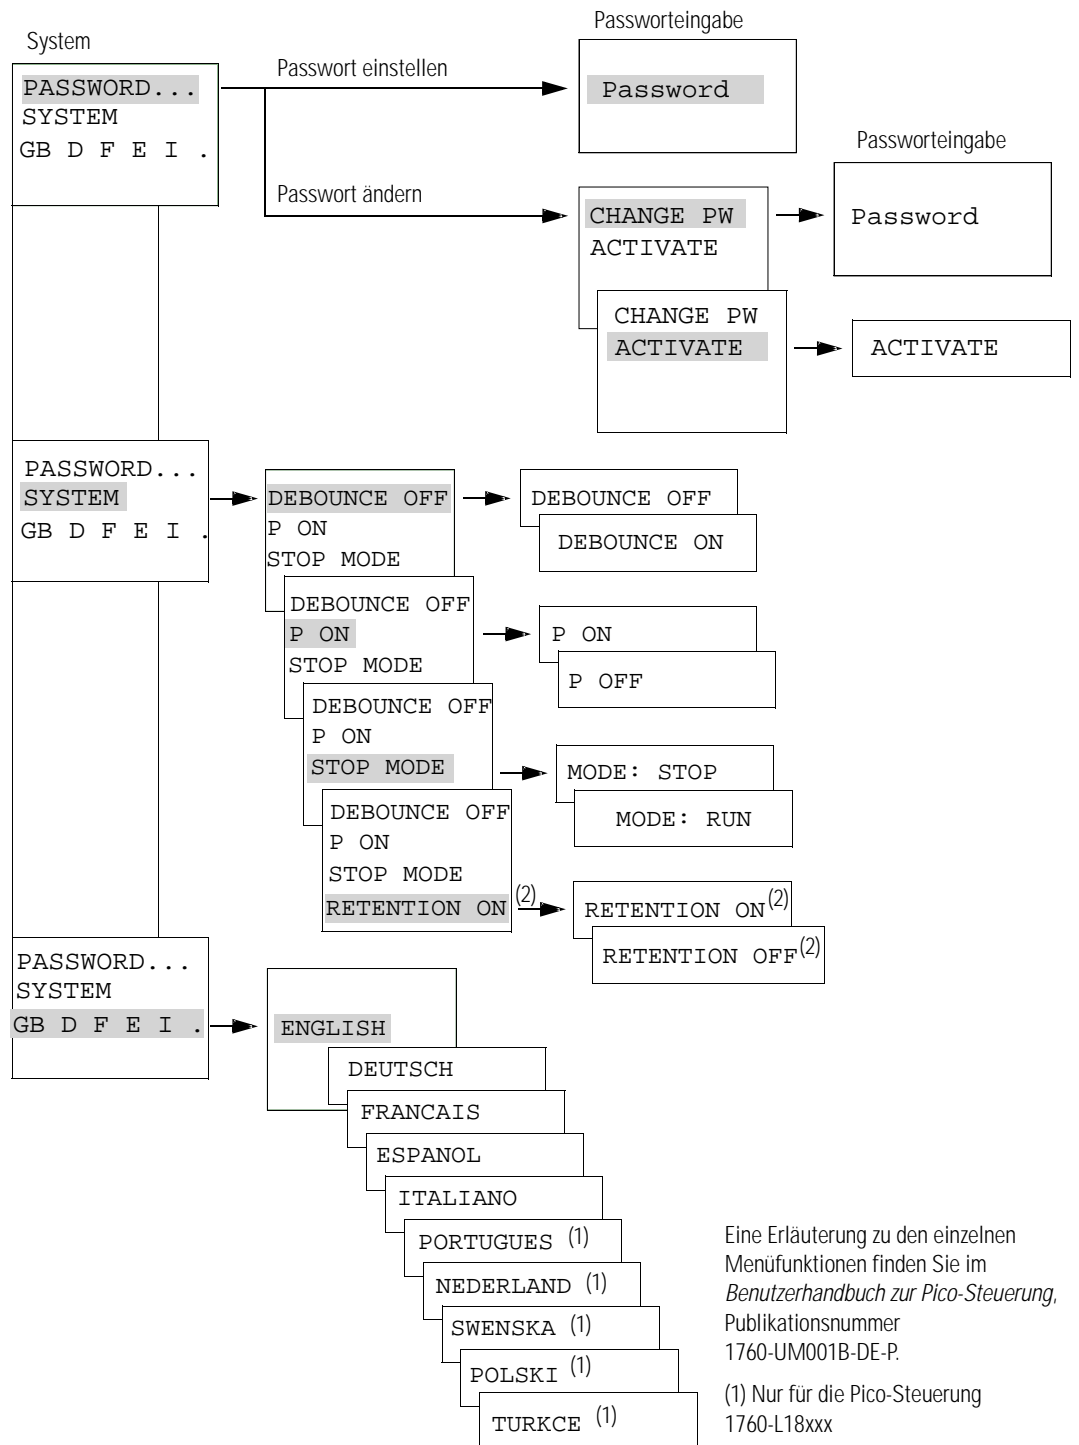 System
PASSWORD...
SYSTEM
GB D F E I .
Passwort einstellen
Passworteingabe
Password
Passwort ändern
CHANGE PW
ACTIVATE
Passworteingabe
Password
CHANGE PW
ACTIVATE
ACTIVATE
PASSWORD...
SYSTEM
GB D F E I .
DEBOUNCE OFF
P ON
STOP MODE
DEBOUNCE OFF
DEBOUNCE ON
DEBOUNCE OFF
P ON
STOP MODE
P ON
P OFF
DEBOUNCE OFF
P ON
STOP MODE
MODE: STOP
MODE: RUN
DEBOUNCE OFF
P ON
STOP MODE
RETENTION ON (2)
RETENTION ON (2)
RETENTION OFF (2)
PASSWORD...
SYSTEM
GB D F E I .
ENGLISH
DEUTSCH
FRANCAIS
ESPANOL
ITALIANO
PORTUGUES (1)
NEDERLAND (1)
SWENSKA (1)
POLSKI (1)
TURKCE (1)
Eine Erläuterung zu den einzelnen
Menüfunktionen finden Sie im
Benutzerhandbuch zur Pico-Steuerung,
Publikationsnummer
1760-UM001B-DE-P.
(1) Nur für die Pico-Steuerung
1760-L18xxx